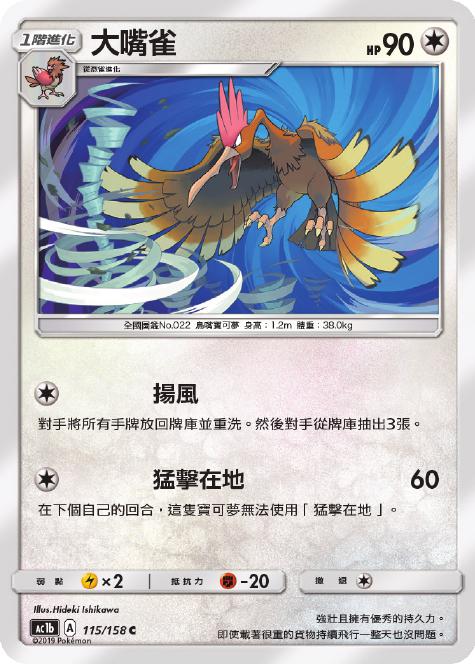 1階進化
大嘴雀
HP 90
從烈雀進化
全國圖鑑No.022 鳥嘴寶可夢 身高：1.2m 體重：38.0kg
揚風
對手將所有手牌放回牌庫並重洗。然後對手從牌庫抽出3張。
猛擊在地 60
在下個自己的回合，這隻寶可夢無法使用「猛擊在地」。
弱點 ×2 抵抗力 -20 撤退
Illus.Hideki Ishikawa
強壯且擁有優秀的持久力。
AC1b A 115/158 C
即使載著很重的貨物持續飛行一整天也沒問題。
©2019 Pokémon